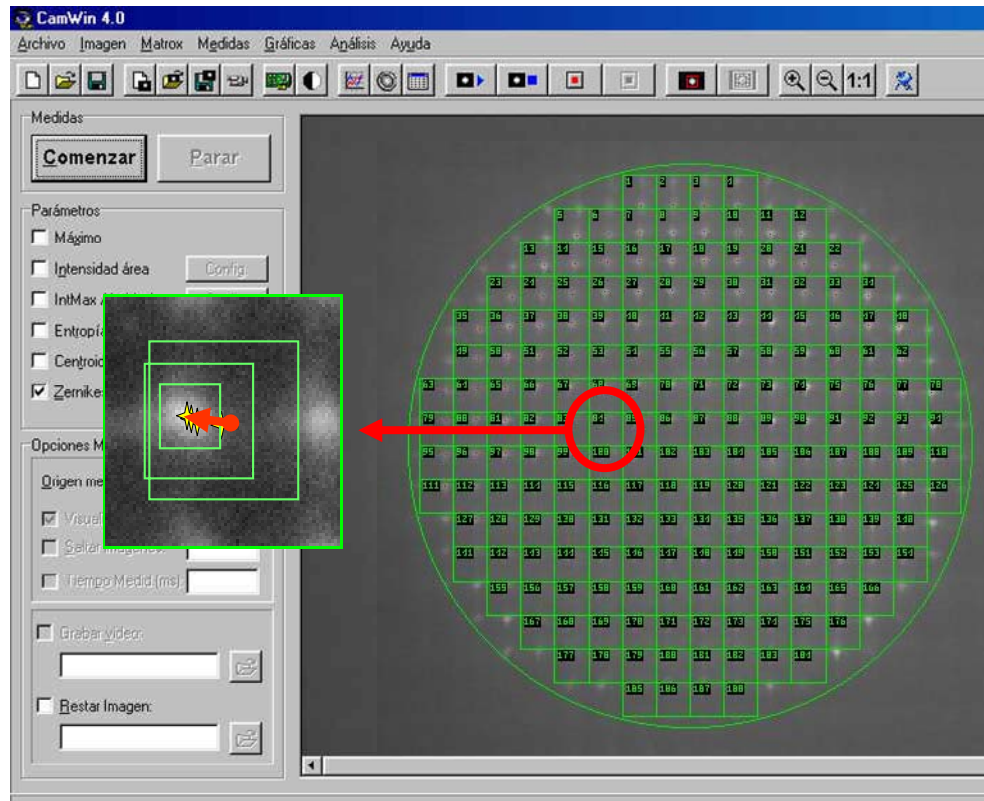 CamWin 4.0
Archivo Imagen Matrox Medidas Gráficas Análisis Ayuda
1:1
Medidas
Comenzar Parar
Parámetros
Máximo
Intensidad área Config.
IntMax
Entropí
Centroi
Zernike
Opciones M
Origen me
Visual
Saltar Imágenes:
Tiempo Medid.(ms):
Grabar vídeo:
Restar Imagen:
1 2 3 4
5 6 7 8 9 10 11 12
13 14 15 16 17 18 19 20 21 22
23 24 25 26 27 28 29 30 31 32 33 34
35 36 37 38 39 40 41 42 43 44 45 46 47 48
49 50 51 52 53 54 55 56 57 58 59 60 61 62
63 64 65 66 67 68 69 70 71 72 73 74 75 76 77 78
79 80 81 82 83 84 85 86 87 88 89 90 91 92 93 94
95 96 97 98 99 100 101 102 103 104 105 106 107 108 109 110
111 112 113 114 115 116 117 118 119 120 121 122 123 124 125 126
127 128 129 130 131 132 133 134 135 136 137 138 139 140
141 142 143 144 145 146 147 148 149 150 151 152 153 154
155 156 157 158 159 160 161 162 163 164 165 166
167 168 169 170 171 172 173 174 175 176
177 178 179 180 181 182 183 184
185 186 187 188